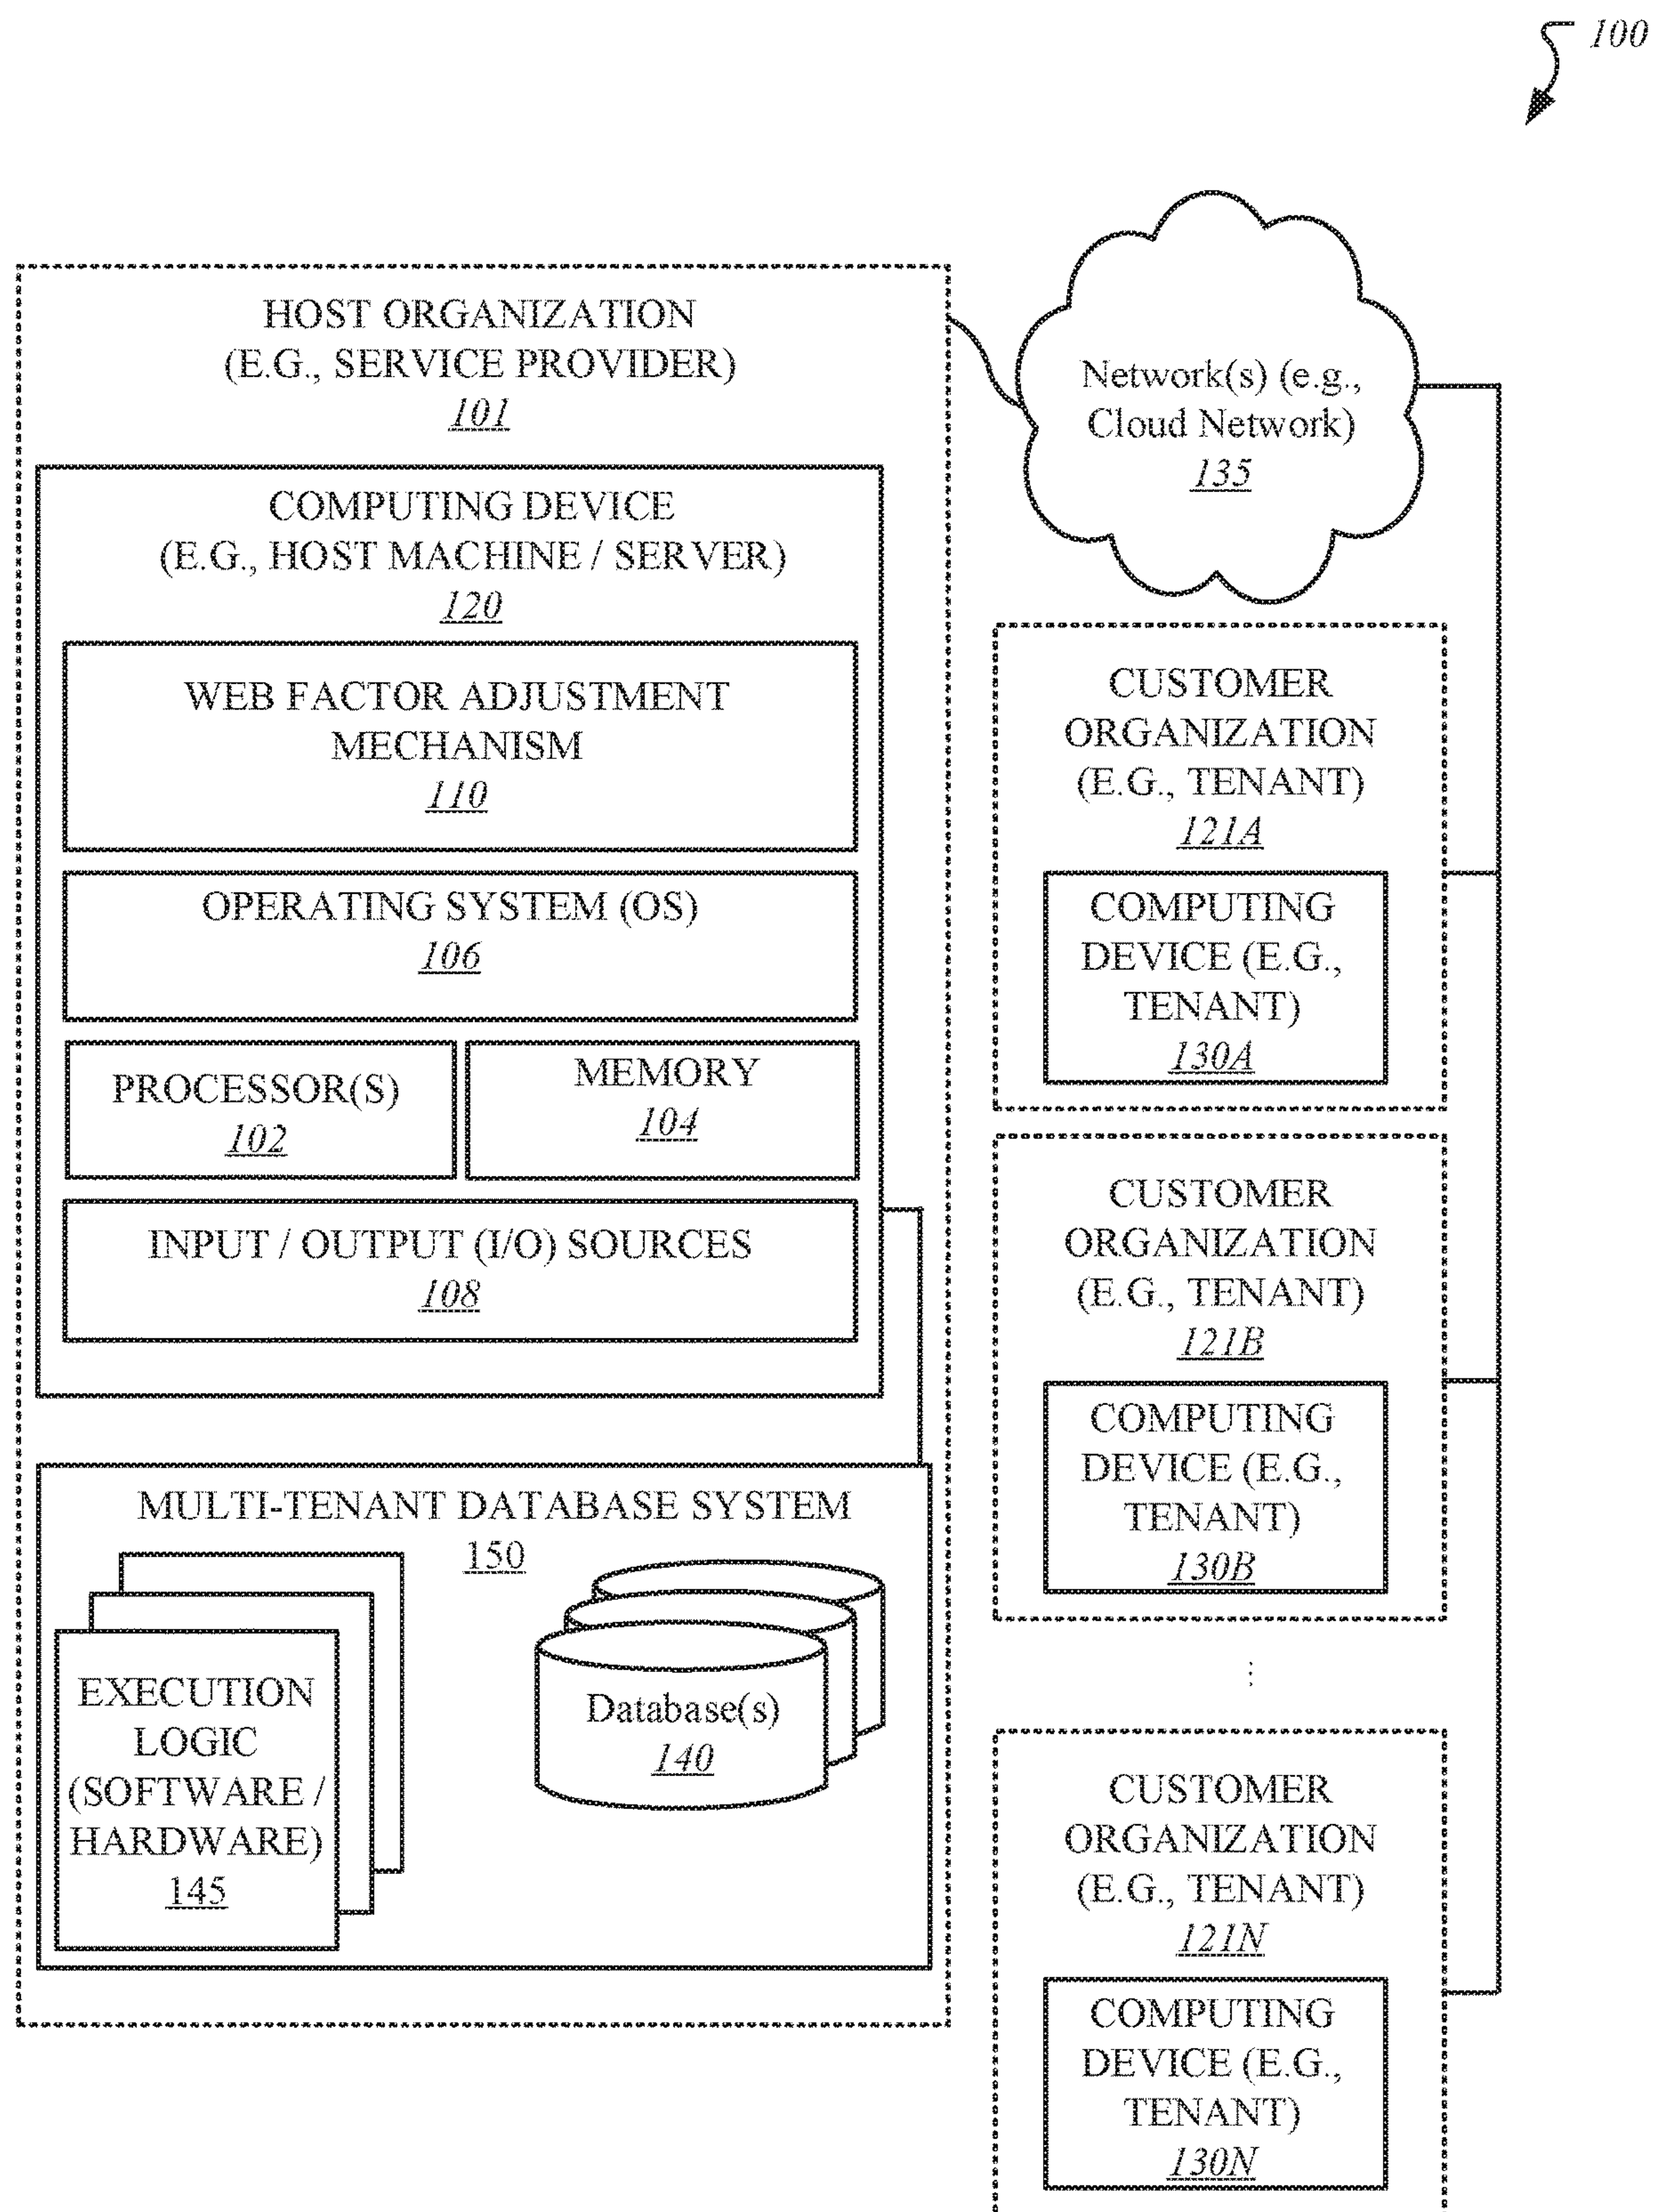 100
HOST ORGANIZATION
(E.G., SERVICE PROVIDER)
101
COMPUTING DEVICE
(E.G., HOST MACHINE / SERVER)
120
WEB FACTOR ADJUSTMENT
MECHANISM
110
OPERATING SYSTEM (OS)
106
PROCESSOR(S)
102
MEMORY
104
INPUT / OUTPUT (I/O) SOURCES
108
MULTI-TENANT DATABASE SYSTEM
150
EXECUTION
LOGIC
(SOFTWARE /
HARDWARE)
145
Database(s)
140
Network(s) (e.g.,
Cloud Network)
135
CUSTOMER
ORGANIZATION
(E.G., TENANT)
121A
COMPUTING
DEVICE (E.G.,
TENANT)
130A
CUSTOMER
ORGANIZATION
(E.G., TENANT)
121B
COMPUTING
DEVICE (E.G.,
TENANT)
130B
⋮
CUSTOMER
ORGANIZATION
(E.G., TENANT)
121N
COMPUTING
DEVICE (E.G.,
TENANT)
130N